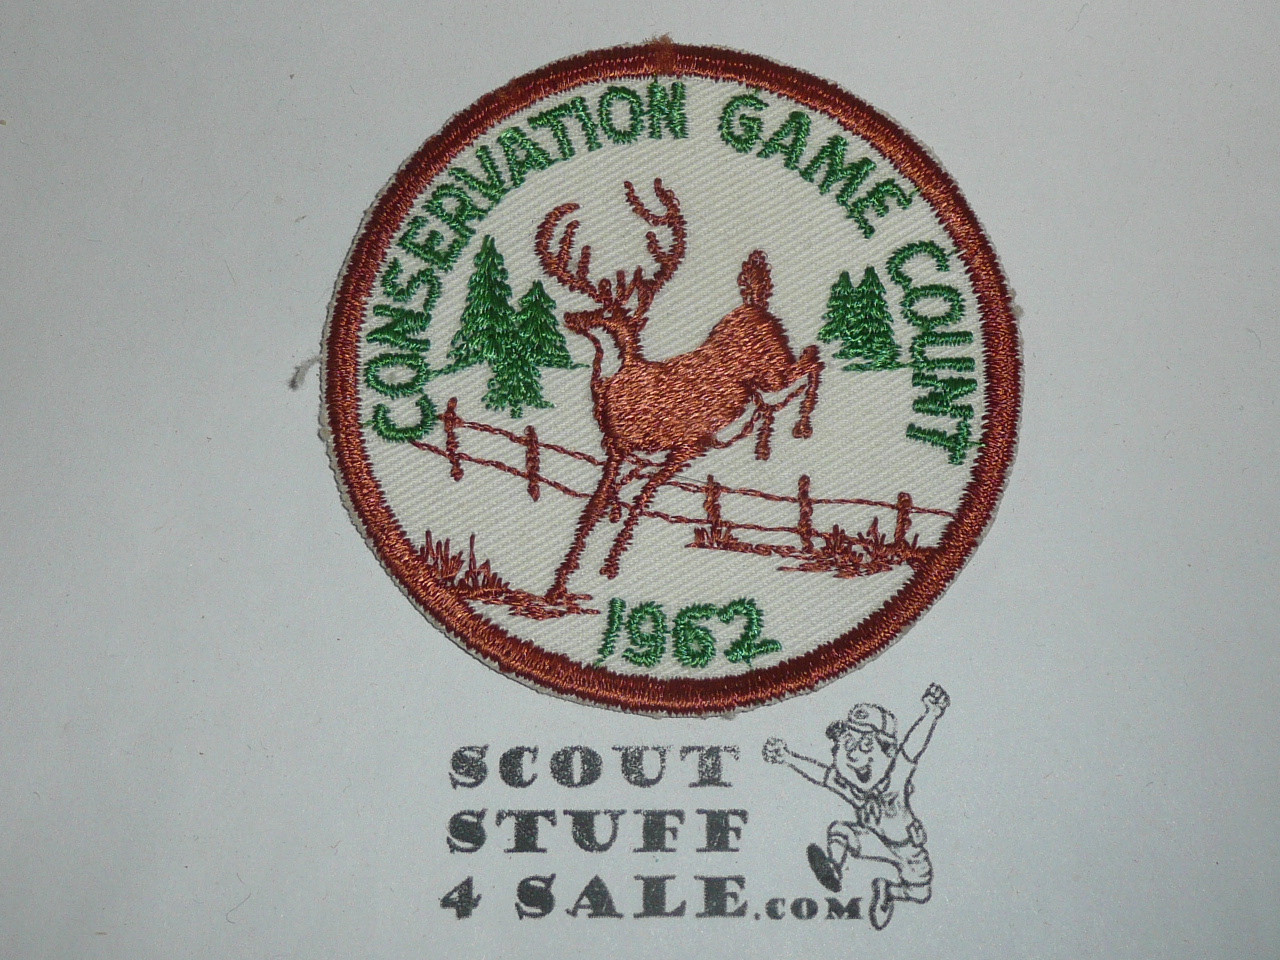 CONSERVATION GAME COUNT
1962
SCOUT
STUFF
4 SALE.COM